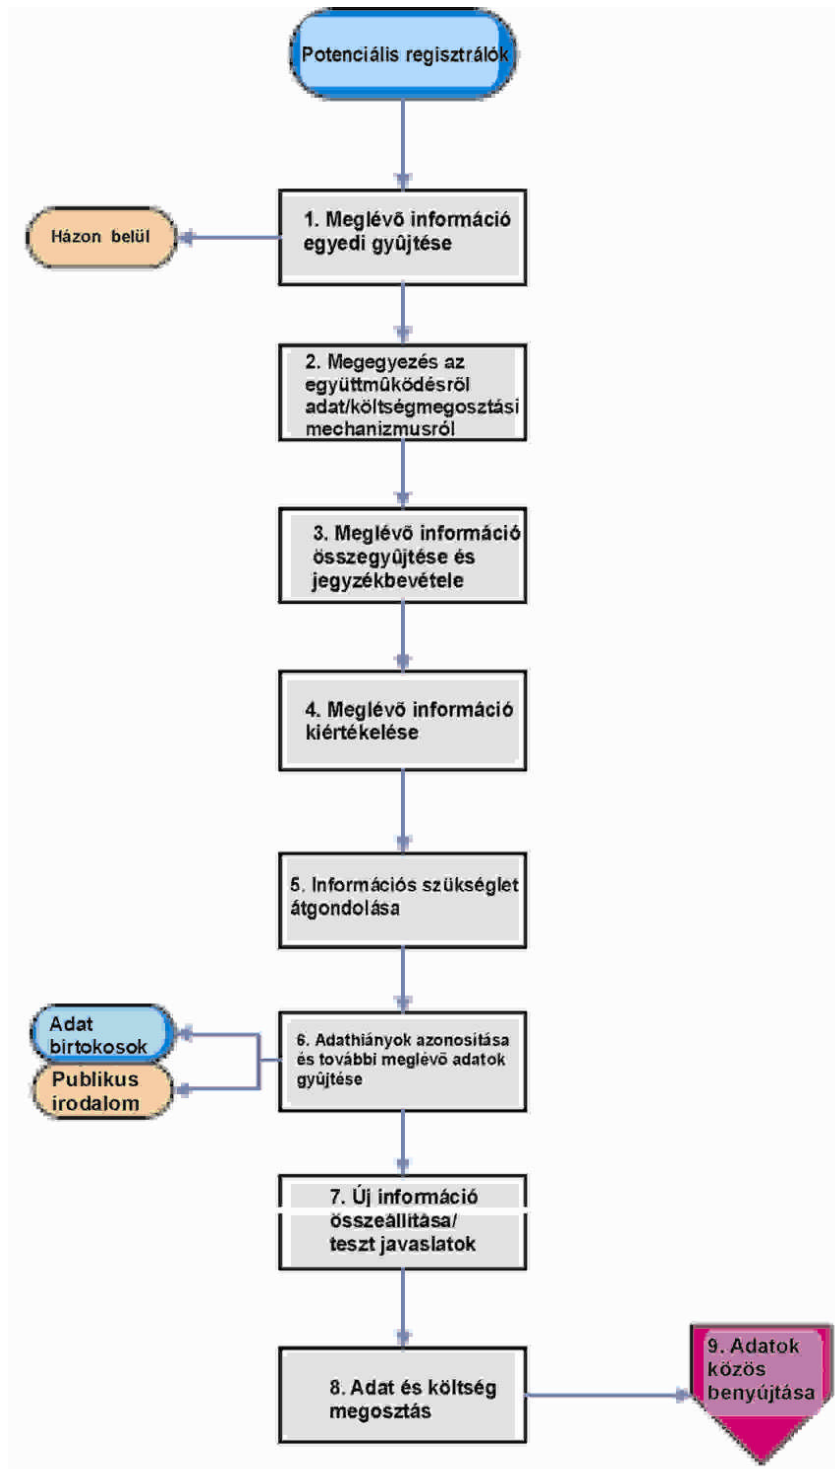 Potenciális regisztrálók
1. Meglévő információ
egyedi gyûjtése
Házon belül
2. Megegyezés az
együttmûködésről
adat/költségmegosztási
mechanizmusról
3. Meglévõ információ
összegyûjtése és
jegyzékbevétele
4. Meglévő információ
kiértékelése
5. Információs szükséglet
átgondolása
6. Adathiányok azonosítása
és további meglévő adatok
gyûjtése
Adat
birtokosok
Publikus
irodalom
7. Új információ
összeállítása/
teszt javaslatok
8. Adat és költség
megosztás
9. Adatok
közös
benyújtása